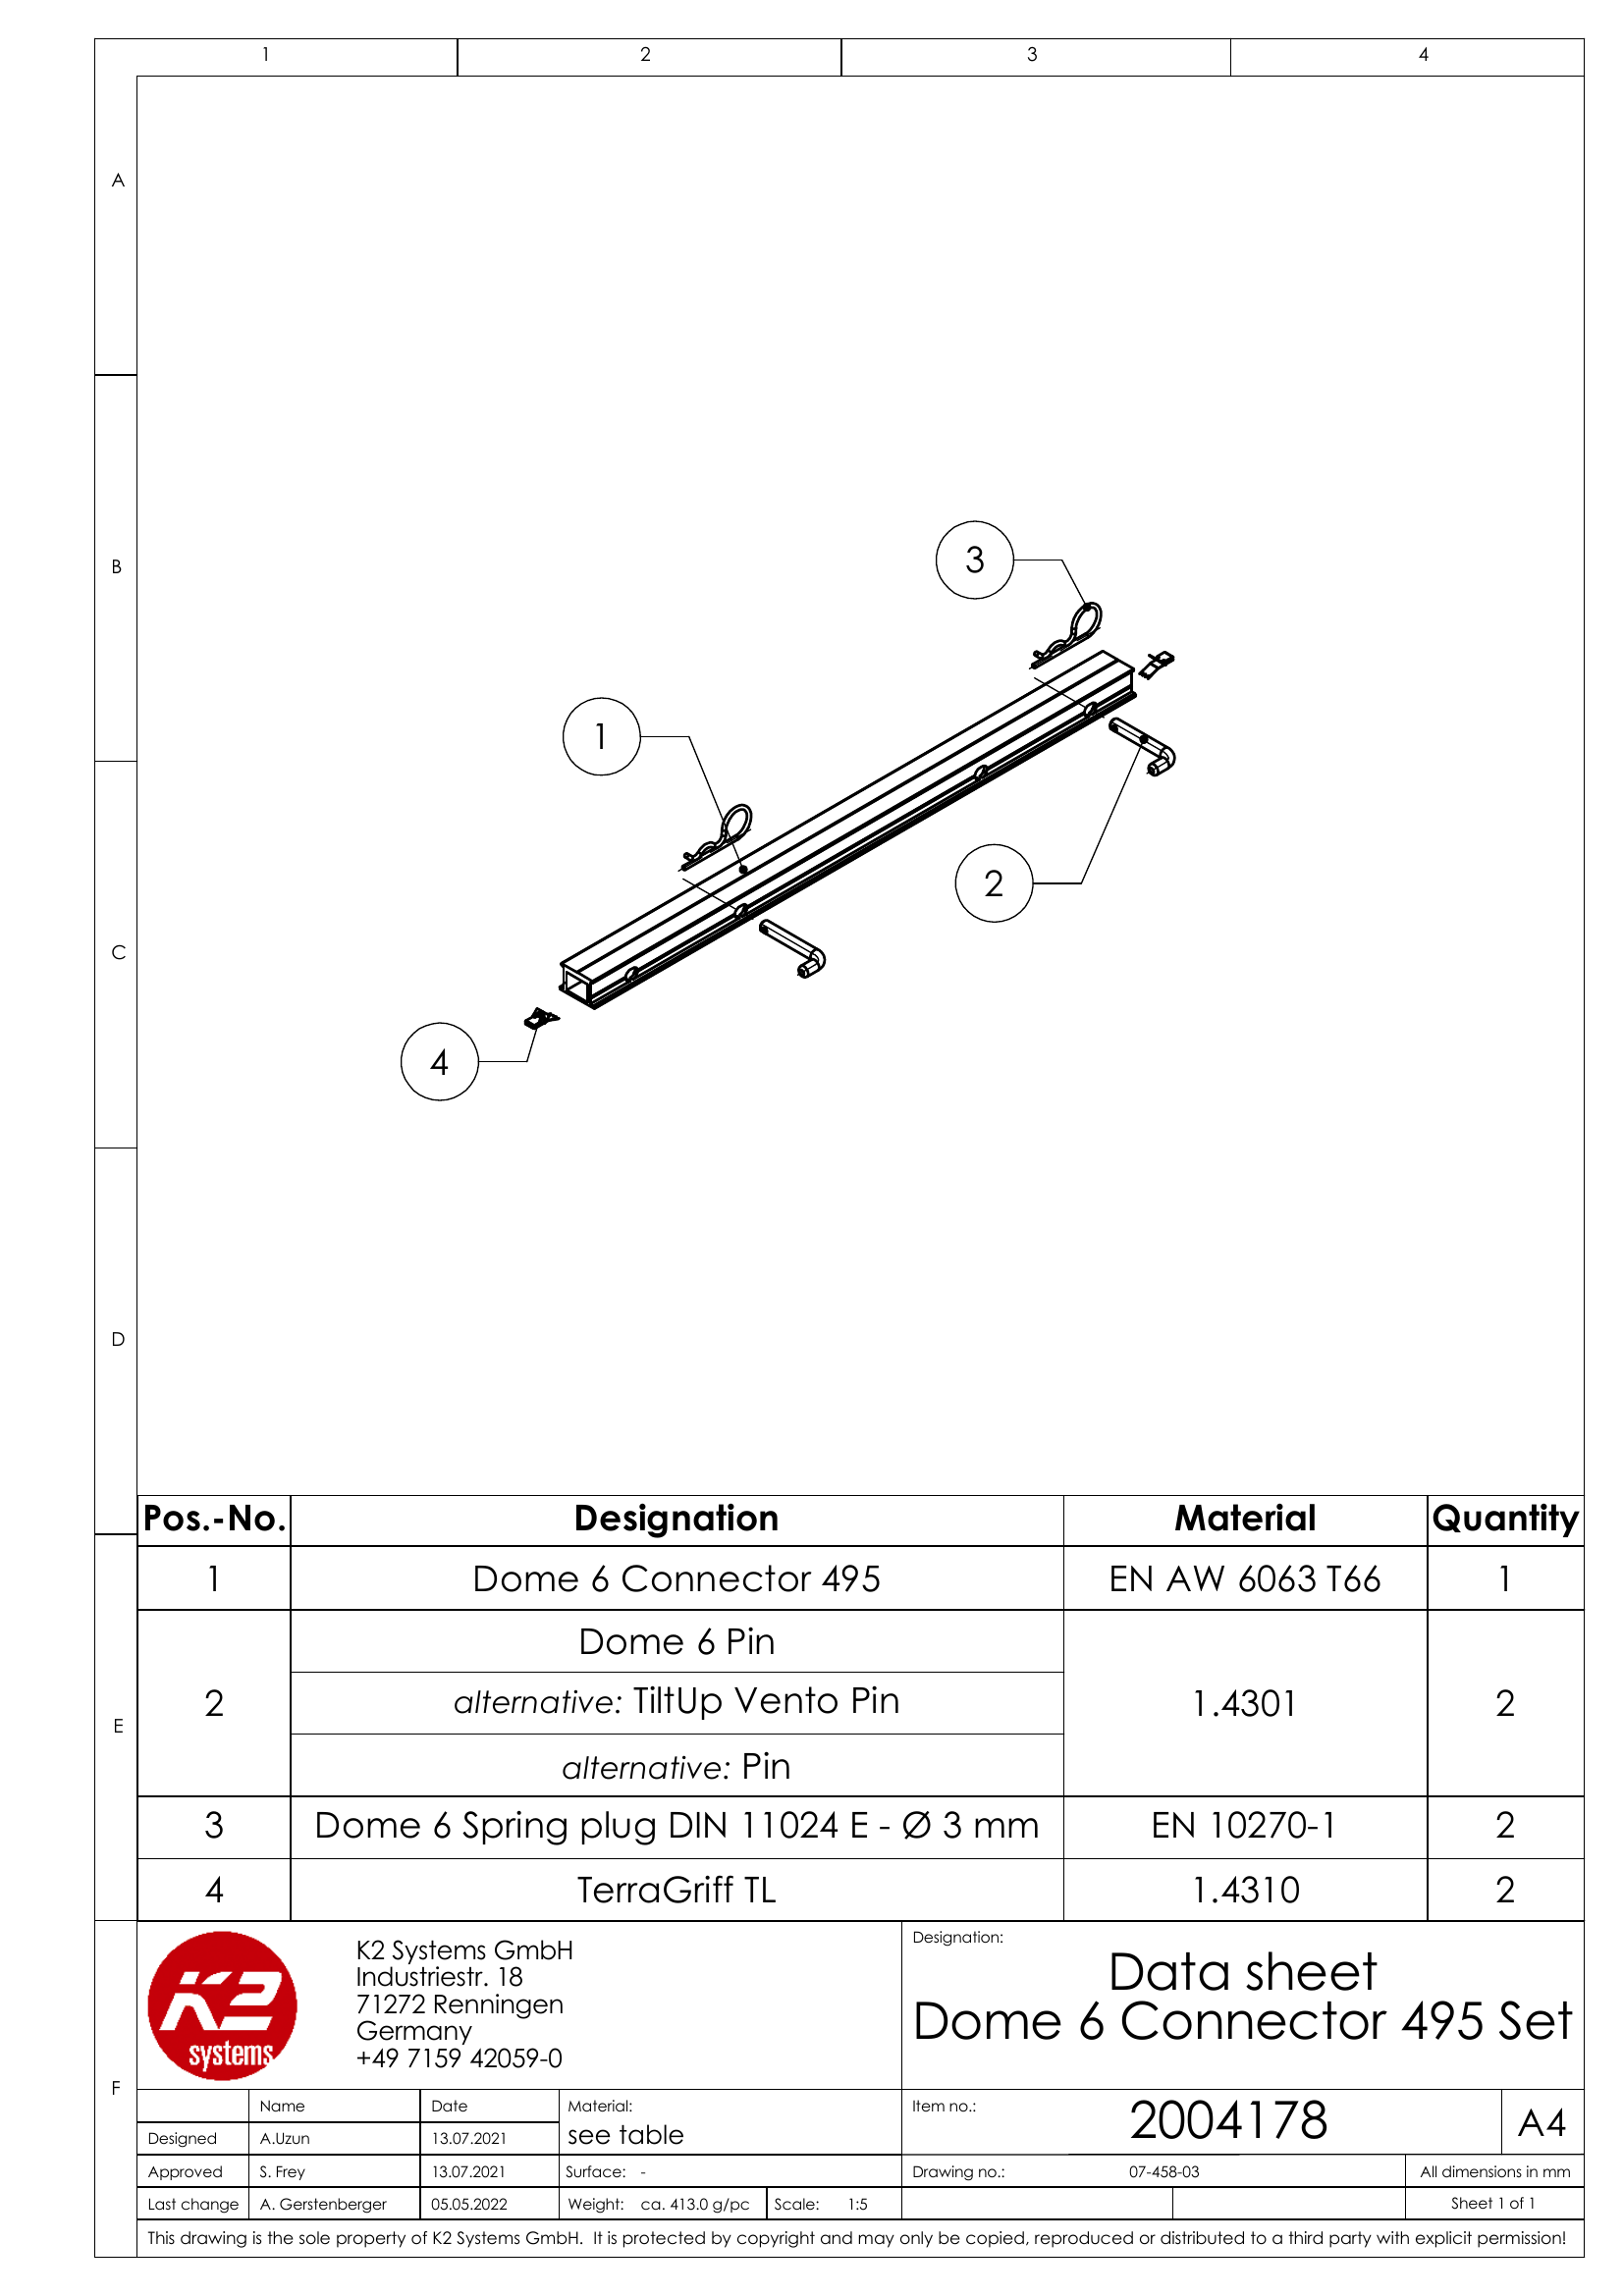 1 2 3 4
A
B
C
D
E
F
3
1
2
4
Pos.-No. Designation Material Quantity
1 Dome 6 Connector 495 EN AW 6063 T66 1
Dome 6 Pin
2 alternative: TiltUp Vento Pin 1.4301 2
alternative: Pin
3 Dome 6 Spring plug DIN 11024 E - Ø 3 mm EN 10270-1 2
4 TerraGriff TL 1.4310 2
K2 systems
K2 Systems GmbH
Industriestr. 18
71272 Renningen
Germany
+49 7159 42059-0
Designation:
Data sheet
Dome 6 Connector 495 Set
Name Date Material: see table
Item no.: 2004178 A4
Designed A.Uzun 13.07.2021
Approved S. Frey 13.07.2021 Surface: - Drawing no.: 07-458-03 All dimensions in mm
Last change A. Gerstenberger 05.05.2022 Weight: ca. 413.0 g/pc Scale: 1:5 Sheet 1 of 1
This drawing is the sole property of K2 Systems GmbH. It is protected by copyright and may only be copied, reproduced or distributed to a third party with explicit permission!